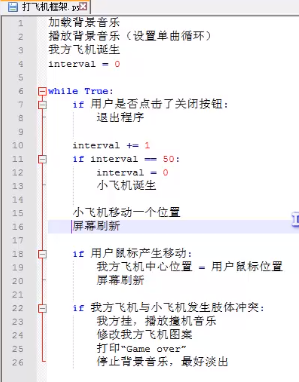 打飞机框架.py
1 加载背景音乐
2 播放背景音乐（设置单曲循环）
3 我方飞机诞生
4 interval = 0
5
6 while True:
7 if 用户是否点击了关闭按钮：
8 退出程序
9
10 interval += 1
11 if interval == 50:
12 interval = 0
13 小飞机诞生
14
15 小飞机移动一个位置
16 屏幕刷新
17
18 if 用户鼠标产生移动：
19 我方飞机中心位置 = 用户鼠标位置
20 屏幕刷新
21
22 if 我方飞机与小飞机发生肢体冲突：
23 我方挂，播放撞机音乐
24 修改我方飞机图案
25 打印“Game over”
26 停止背景音乐，最好淡出